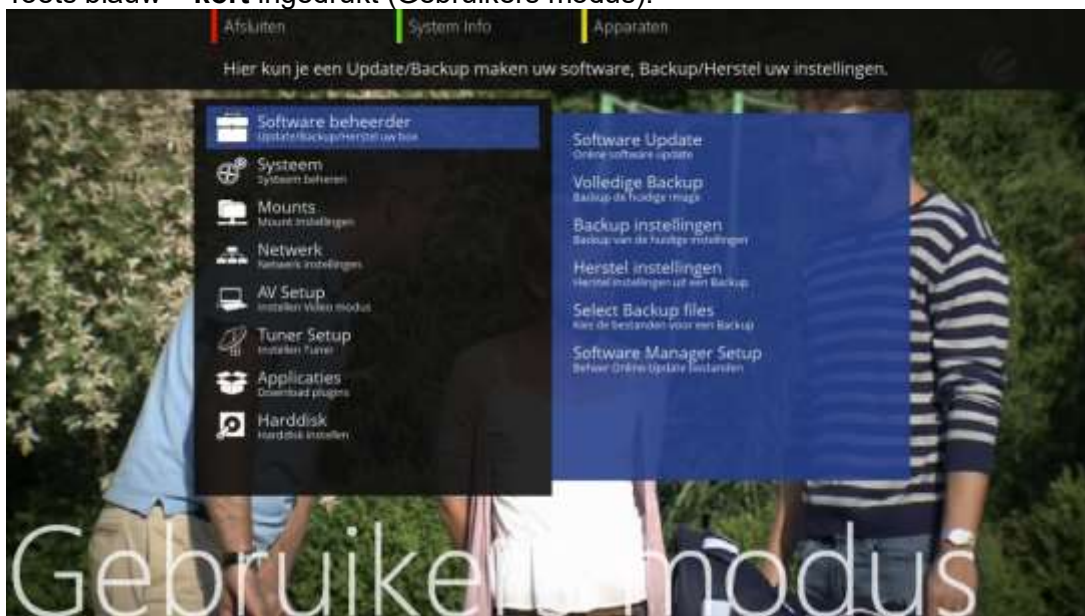 Toets blauw – kort ingedrukt (Gebruikers modus).
Afsluiten System Info Apparaten
Hier kun je een Update/Backup maken uw software, Backup/Herstel uw instellingen.
Software beheerder
Update/Backup/Herstel uw box
Systeem
Systeem beheren
Mounts
Mount instellingen
Netwerk
Netwerk instellingen
AV Setup
Instellen Video modus
Tuner Setup
Instellen Tuner
Applicaties
Download plugins
Harddisk
Harddisk instellen
Software Update
Online software update
Volledige Backup
Backup de huidige image
Backup instellingen
Backup van de huidige instellingen
Herstel instellingen
Herstel instellingen uit een Backup
Select Backup files
Kies de bestanden voor een Backup
Software Manager Setup
Beheer Online Update bestanden
Gebruikers modus